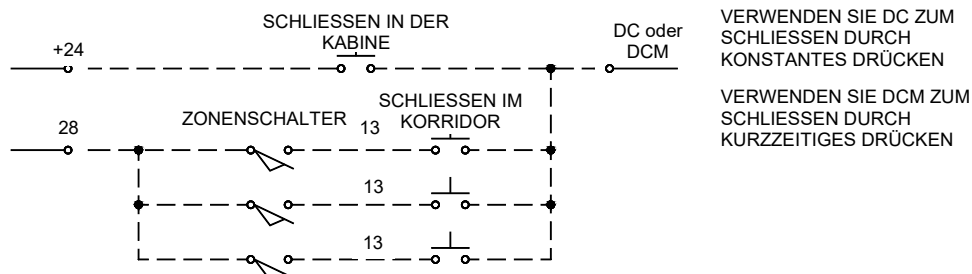 SCHLIESSEN IN DER
KABINE
+24
DC oder
DCM
VERWENDEN SIE DC ZUM
SCHLIESSEN DURCH
KONSTANTES DRÜCKEN
VERWENDEN SIE DCM ZUM
SCHLIESSEN DURCH
KURZZEITIGES DRÜCKEN
28
ZONENSCHALTER
13
SCHLIESSEN IM
KORRIDOR
13
13